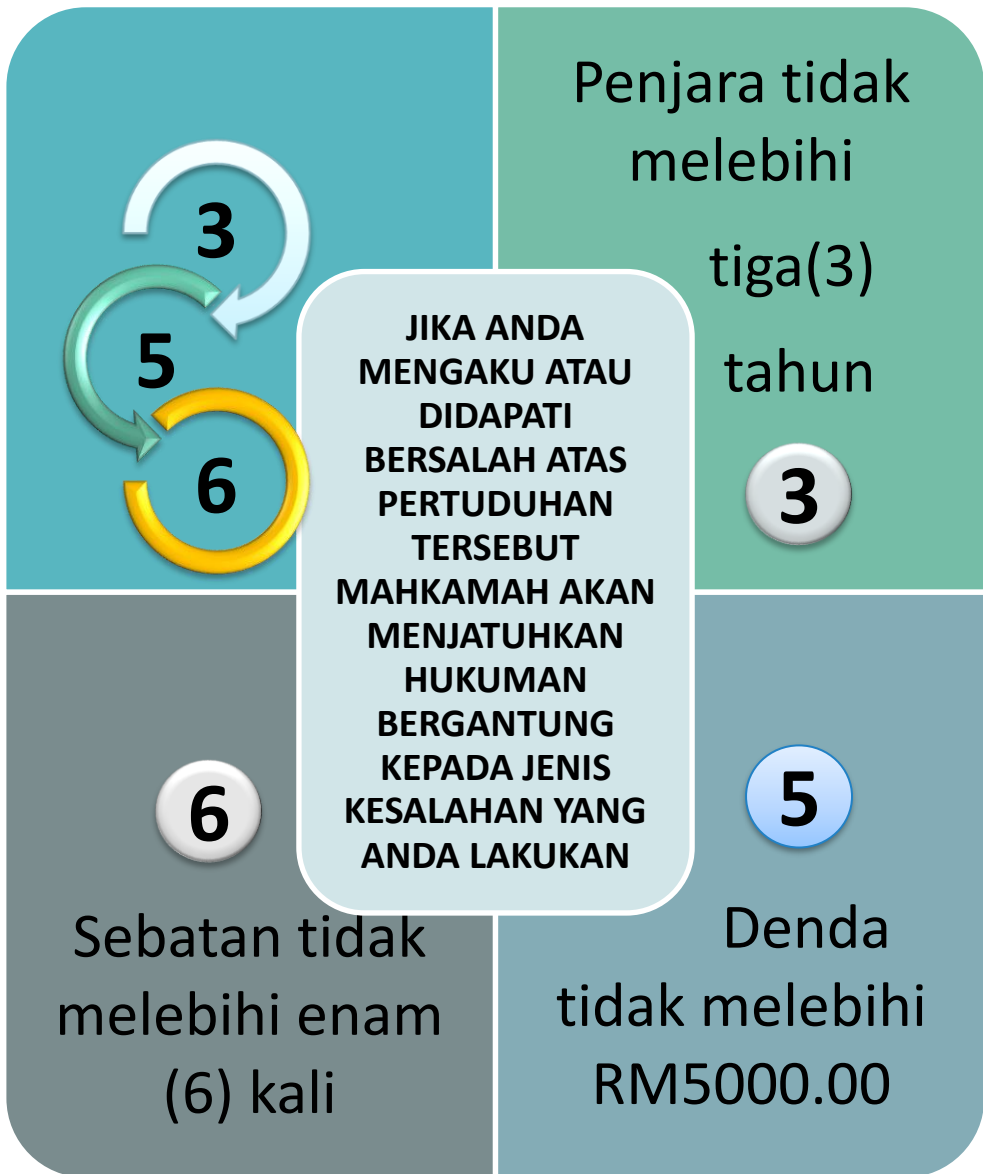 3
5
6
Penjara tidak
melebihi
tiga(3)
tahun
3
JIKA ANDA
MENGAKU ATAU
DIDAPATI
BERSALAH ATAS
PERTUDUHAN
TERSEBUT
MAHKAMAH AKAN
MENJATUHKAN
HUKUMAN
BERGANTUNG
KEPADA JENIS
KESALAHAN YANG
ANDA LAKUKAN
6
Sebatan tidak
melebihi enam
(6) kali
5
Denda
tidak melebihi
RM5000.00